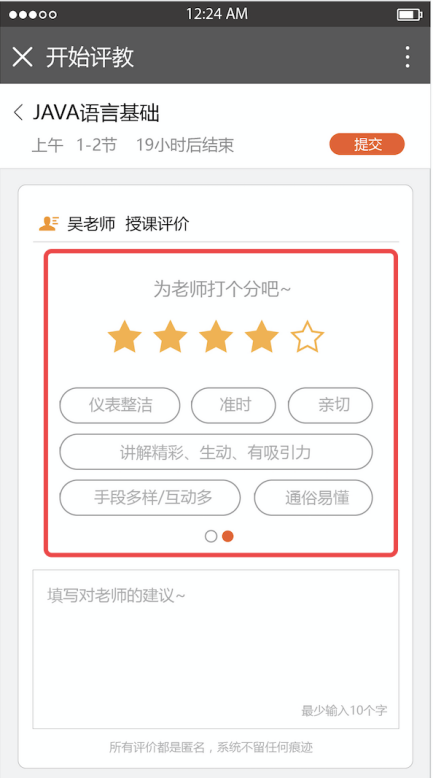 12:24 AM
开始评教
JAVA语言基础
上午 1-2节 19小时后结束 提交
吴老师 授课评价
为老师打个分吧~
仪表整洁 准时 亲切
讲解精彩、生动、有吸引力
手段多样/互动多 通俗易懂
填写对老师的建议~
最少输入10个字
所有评价都是匿名，系统不留任何痕迹